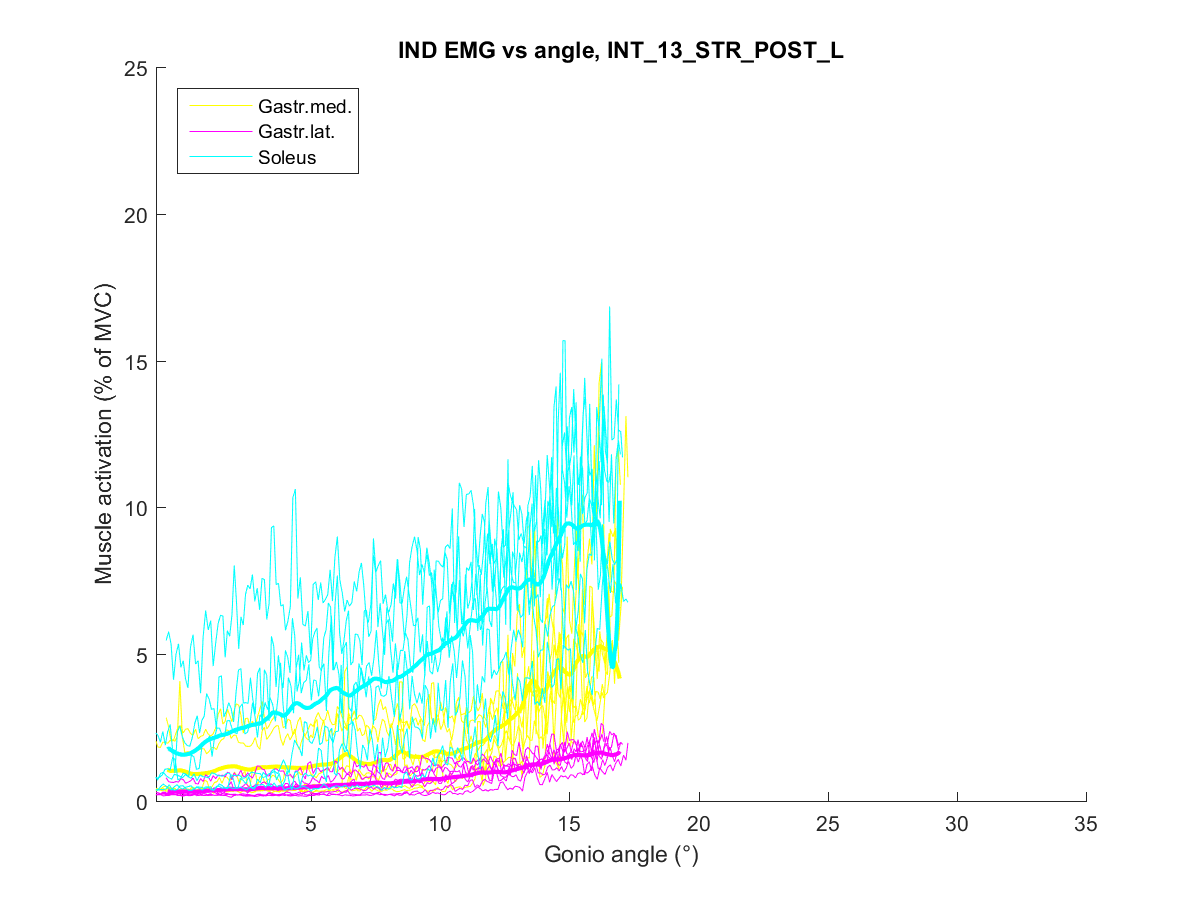 IND EMG vs angle, INT_13_STR_POST_L
25
20
15
10
5
0
Gastr.med.
Gastr.lat.
Soleus
Muscle activation (% of MVC)
0 5 10 15 20 25 30 35
Gonio angle (°)